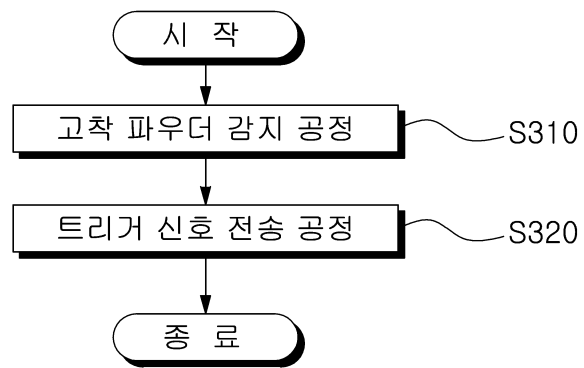 시 작
고착 파우더 감지 공정
S310
트리거 신호 전송 공정
S320
종 료